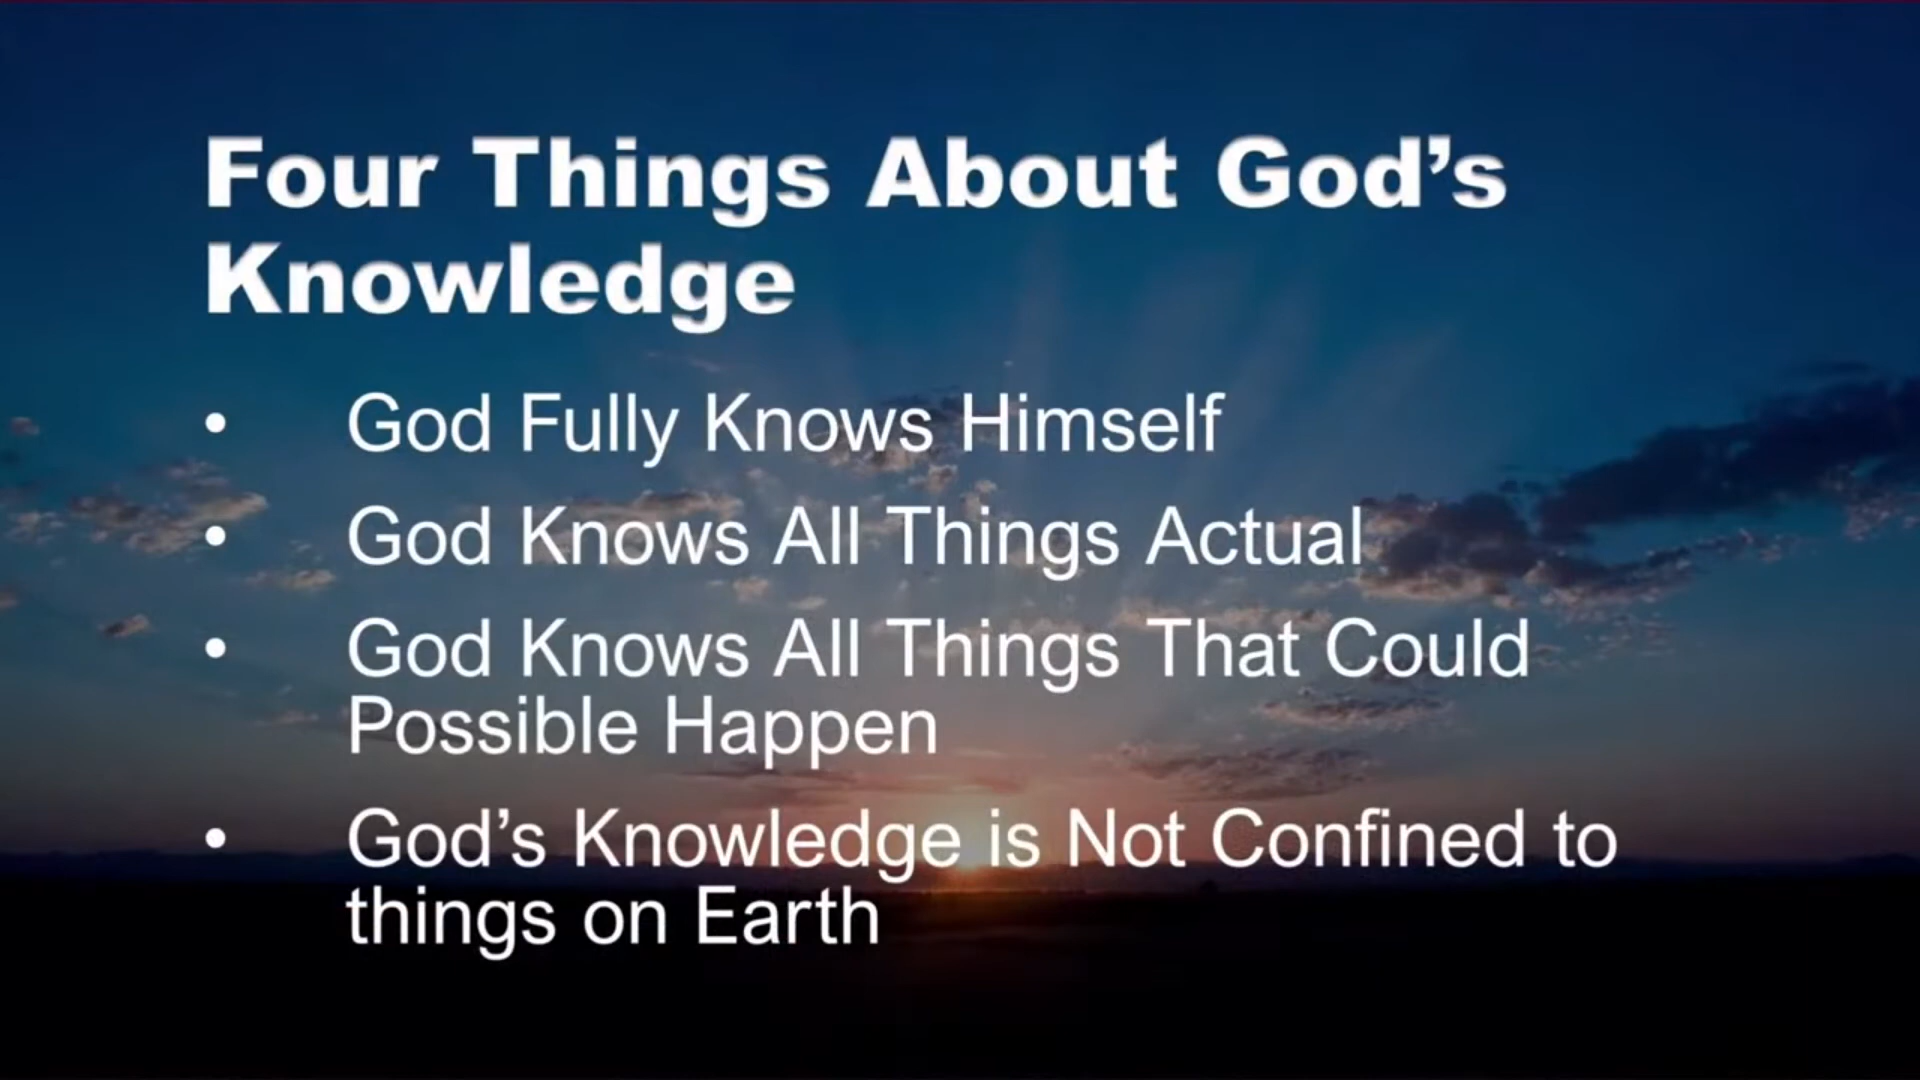 Four Things About God’s
Knowledge
• God Fully Knows Himself
• God Knows All Things Actual
• God Knows All Things That Could
Possible Happen
• God’s Knowledge is Not Confined to
things on Earth